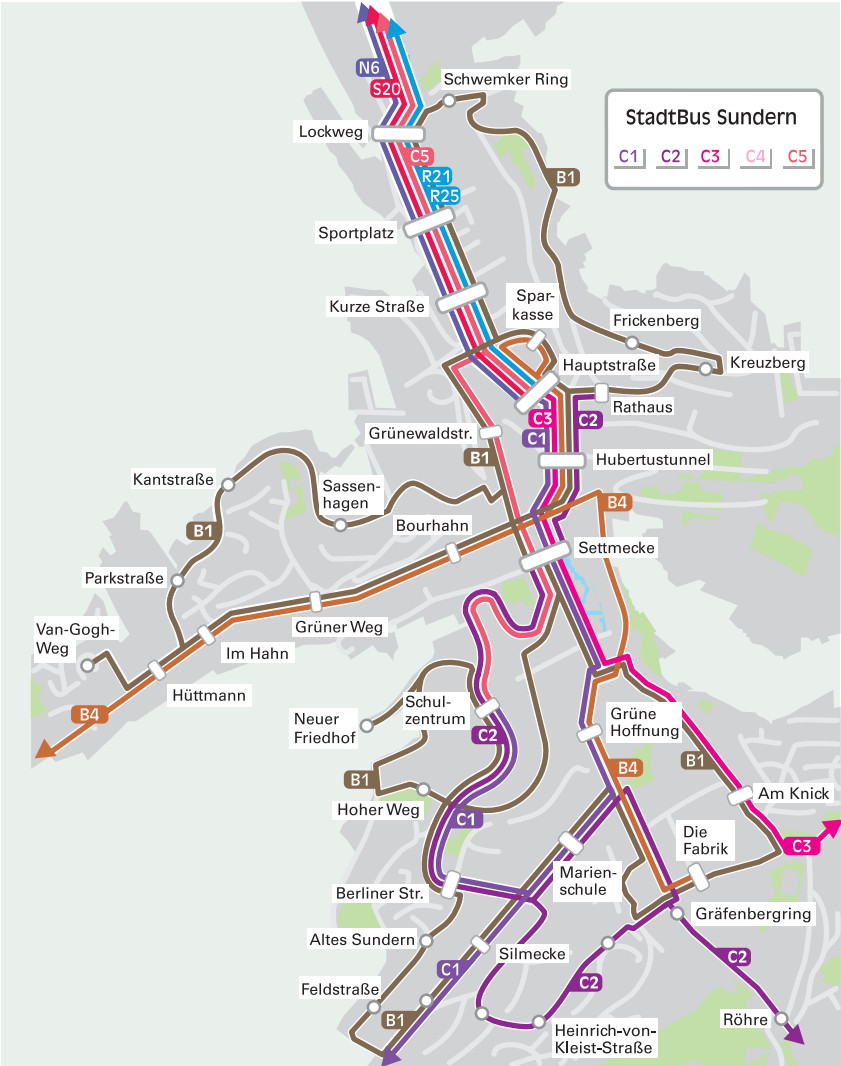 N6
S20
Schwemker Ring
Lockweg
StadtBus Sundern
C1
C2
C3
C4
C5
C5
R21
R25
B1
Sportplatz
Kurze Straße
Spar-
kasse
Frickenberg
Hauptstraße
Kreuzberg
Rathaus
C3
C2
C1
Grünewaldstr.
B1
Hubertustunnel
Kantstraße
Sassen-
hagen
B4
Bourhahn
B1
Settmecke
Parkstraße
Van-Gogh-
Weg
Grüner Weg
Im Hahn
Hüttmann
B4
Schul-
zentrum
Neuer
Friedhof
C2
Grüne
Hoffnung
B1
B4
B1
Hoher Weg
Am Knick
C1
Die
Fabrik
C3
Marien-
schule
Berliner Str.
Gräfenbergring
Altes Sundern
Silmecke
C2
C1
C2
Feldstraße
B1
Röhre
Heinrich-von-
Kleist-Straße